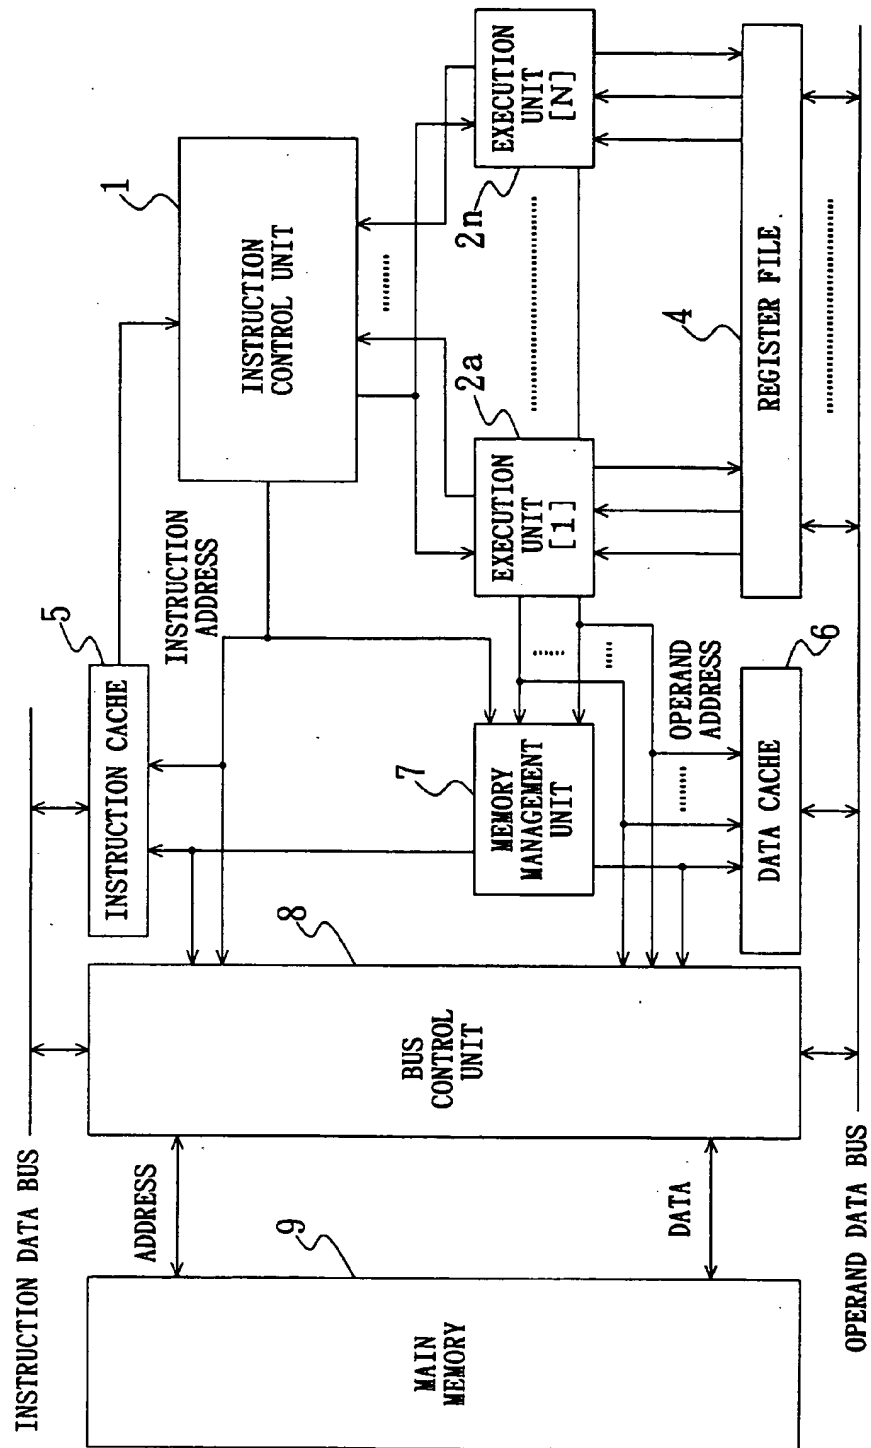 INSTRUCTION DATA BUS
INSTRUCTION CACHE
5
INSTRUCTION
ADDRESS
1
INSTRUCTION
CONTROL UNIT
MAIN
MEMORY
9
ADDRESS
DATA
BUS
CONTROL
UNIT
8
MEMORY
MANAGEMENT
UNIT
7
EXECUTION
UNIT
[1]
2a
EXECUTION
UNIT
[N]
2n
OPERAND
ADDRESS
DATA CACHE
6
REGISTER FILE
4
OPERAND DATA BUS